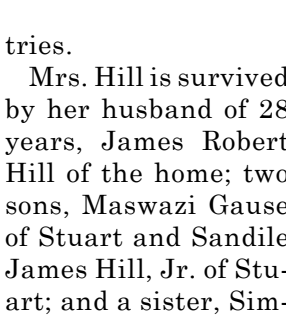 tries.
Mrs. Hill is survived
by her husband of 28
years, James Robert
Hill of the home; two
sons, Maswazi Gause
of Stuart and Sandile
James Hill, Jr. of Stu-
art; and a sister, Sim-